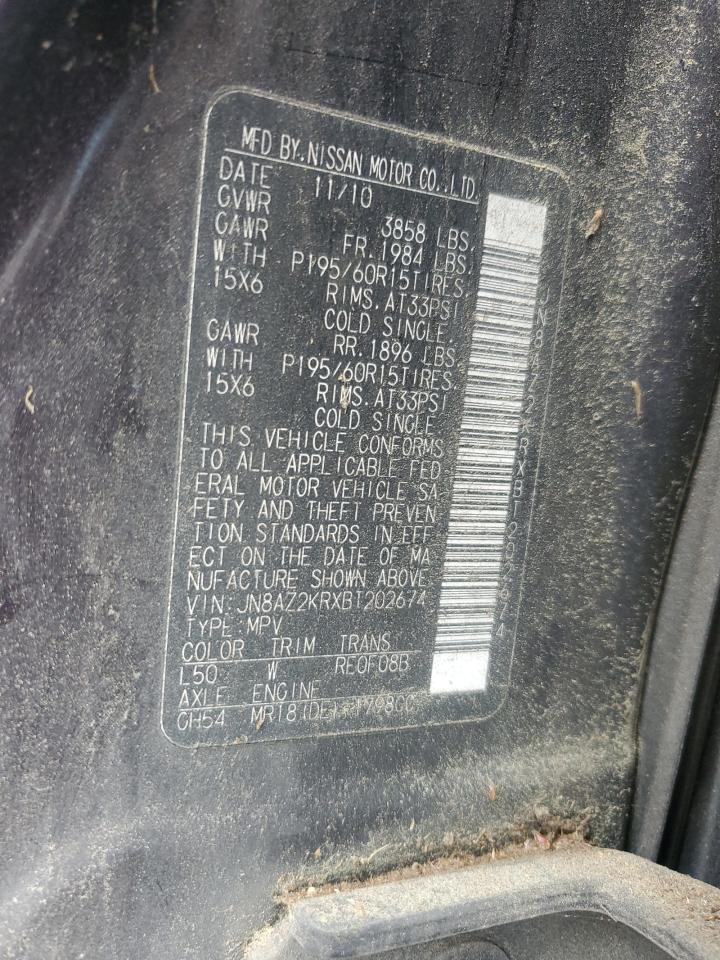 MFD BY.NISSAN MOTOR CO.,LTD.
DATE 11/10
GVWR 3858 LBS.
GAWR FR.1984 LBS.
WITH P195/60R15TIRES.
15X6 RIMS.AT33PSI
COLD SINGLE.
GAWR RR.1896 LBS
WITH P195/60R15TIRES.
15X6 RIMS.AT33PSI
COLD SINGLE
THIS VEHICLE CONFORMS
TO ALL APPLICABLE FED
ERAL MOTOR VEHICLE SA
FETY AND THEFT PREVEN
TION STANDARDS IN EFF
ECT ON THE DATE OF MA
NUFACTURE SHOWN ABOVE
VIN:JN8AZ2KRXBT202674
TYPE:MPV
COLOR TRIM TRANS
L50 W RE0F08B
AXLE ENGINE
CH54 MR18(DE) 1798CC
JN8AZ2KRXBT202674